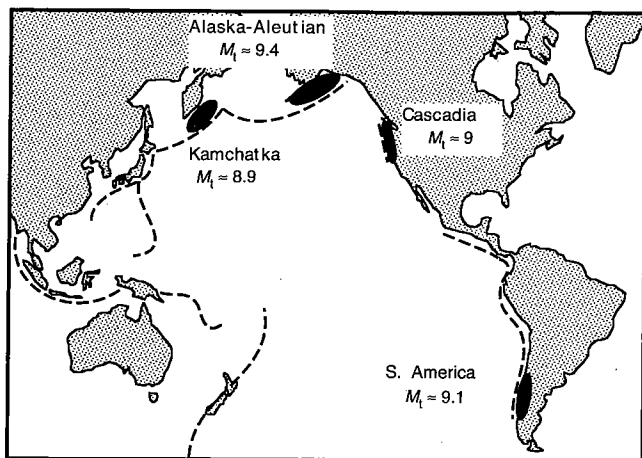 Alaska-Aleutian
Mt ≈ 9.4
Cascadia
Mt ≈ 9
Kamchatka
Mt ≈ 8.9
S. America
Mt ≈ 9.1